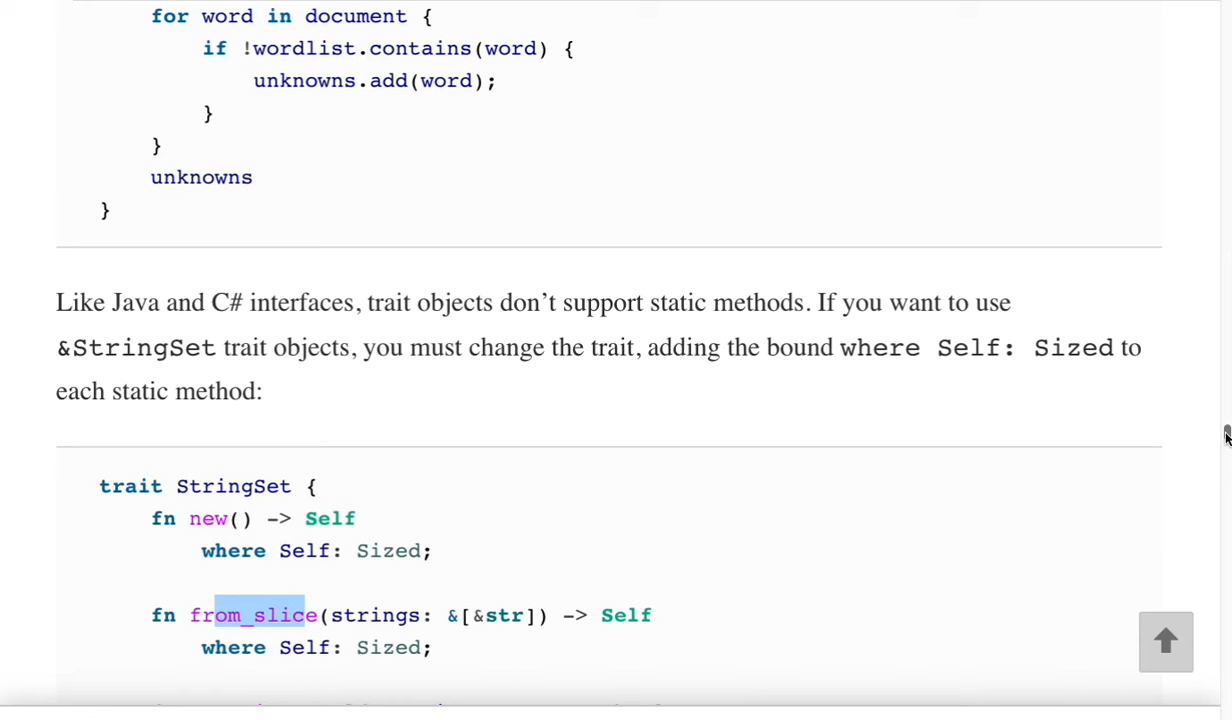 for word in document {
if !wordlist.contains(word) {
unknowns.add(word);
}
}
unknowns
}
Like Java and C# interfaces, trait objects don’t support static methods. If you want to use
&StringSet trait objects, you must change the trait, adding the bound where Self: Sized to
each static method:
trait StringSet {
fn new() -> Self
where Self: Sized;
fn from_slice(strings: &[&str]) -> Self
where Self: Sized;